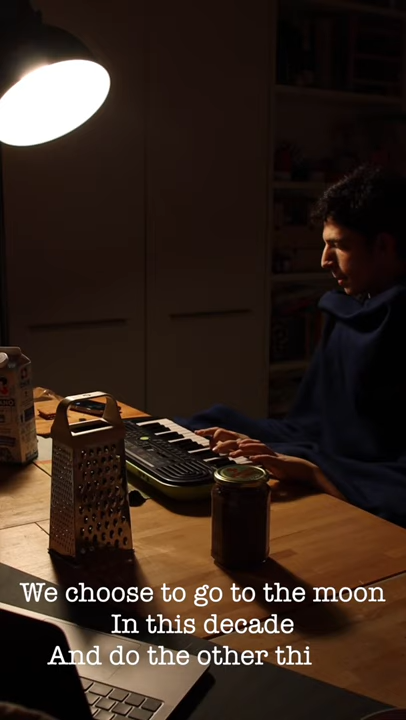 We choose to go to the moon
In this decade
And do the other thi